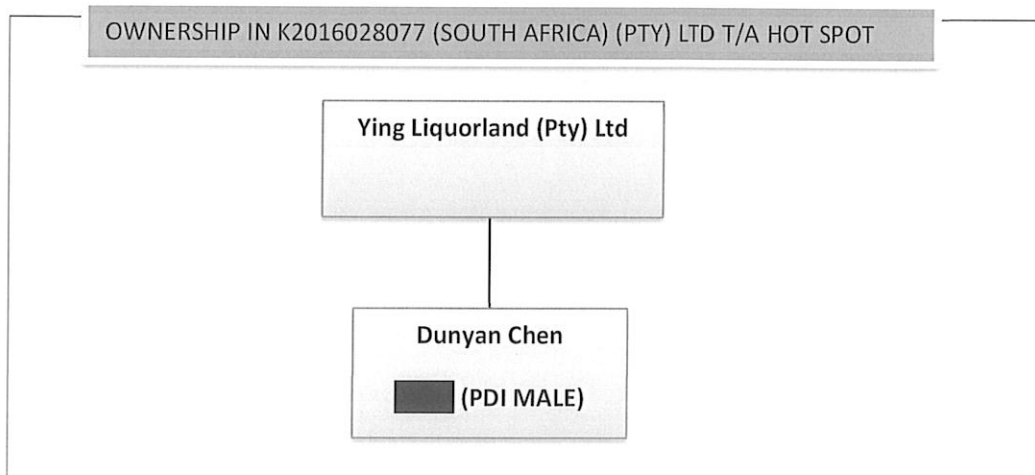 OWNERSHIP IN K2016028077 (SOUTH AFRICA) (PTY) LTD T/A HOT SPOT
Ying Liquorland (Pty) Ltd
Dunyan Chen
(PDI MALE)